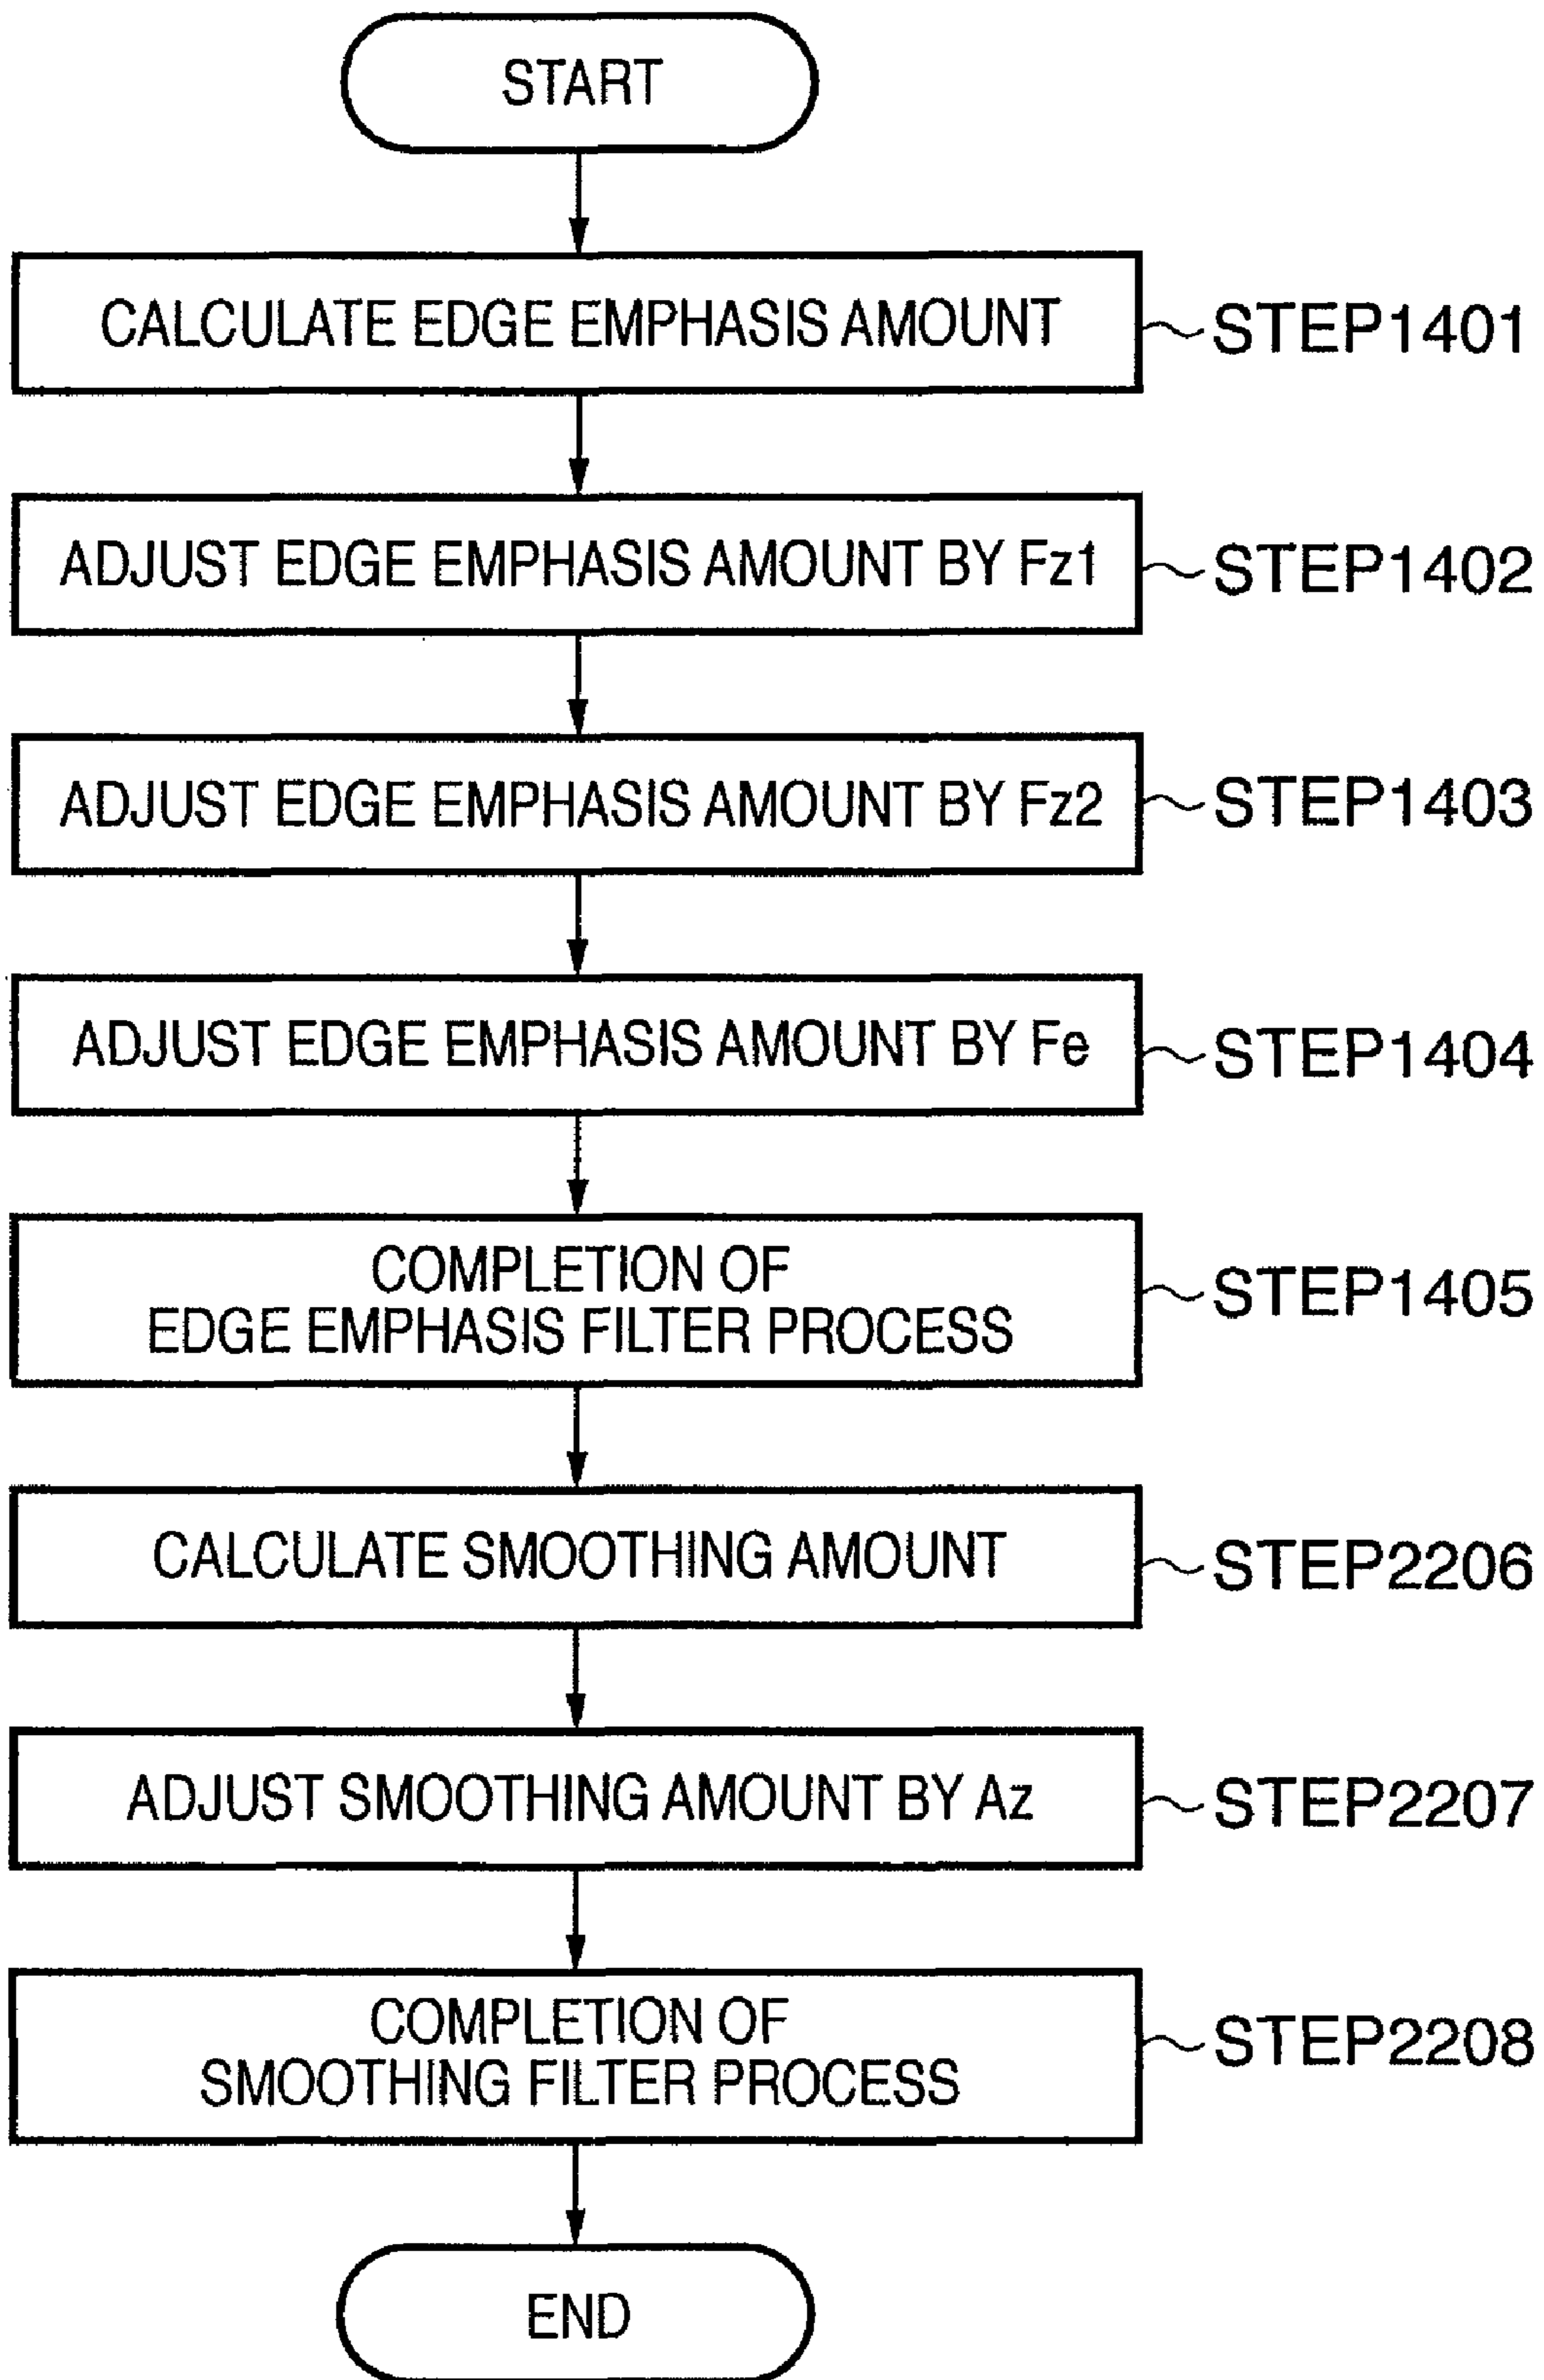 START
CALCULATE EDGE EMPHASIS AMOUNT
STEP1401
ADJUST EDGE EMPHASIS AMOUNT BY Fz1
STEP1402
ADJUST EDGE EMPHASIS AMOUNT BY Fz2
STEP1403
ADJUST EDGE EMPHASIS AMOUNT BY Fe
STEP1404
COMPLETION OF
EDGE EMPHASIS FILTER PROCESS
STEP1405
CALCULATE SMOOTHING AMOUNT
STEP2206
ADJUST SMOOTHING AMOUNT BY Az
STEP2207
COMPLETION OF
SMOOTHING FILTER PROCESS
STEP2208
END